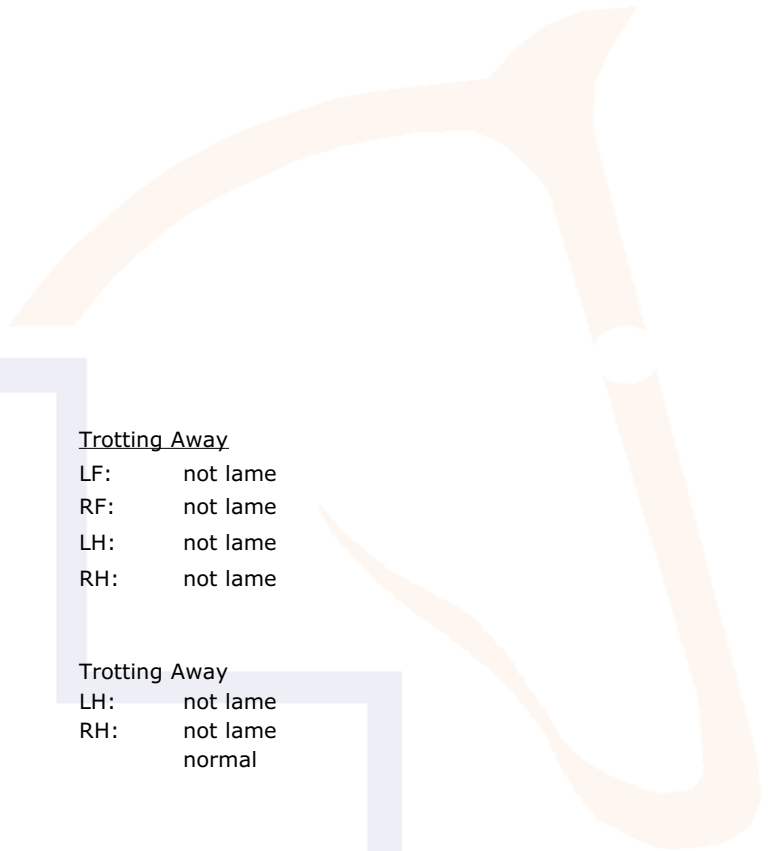 Trotting Away
LF: not lame
RF: not lame
LH: not lame
RH: not lame
Trotting Away
LH: not lame
RH: not lame
normal